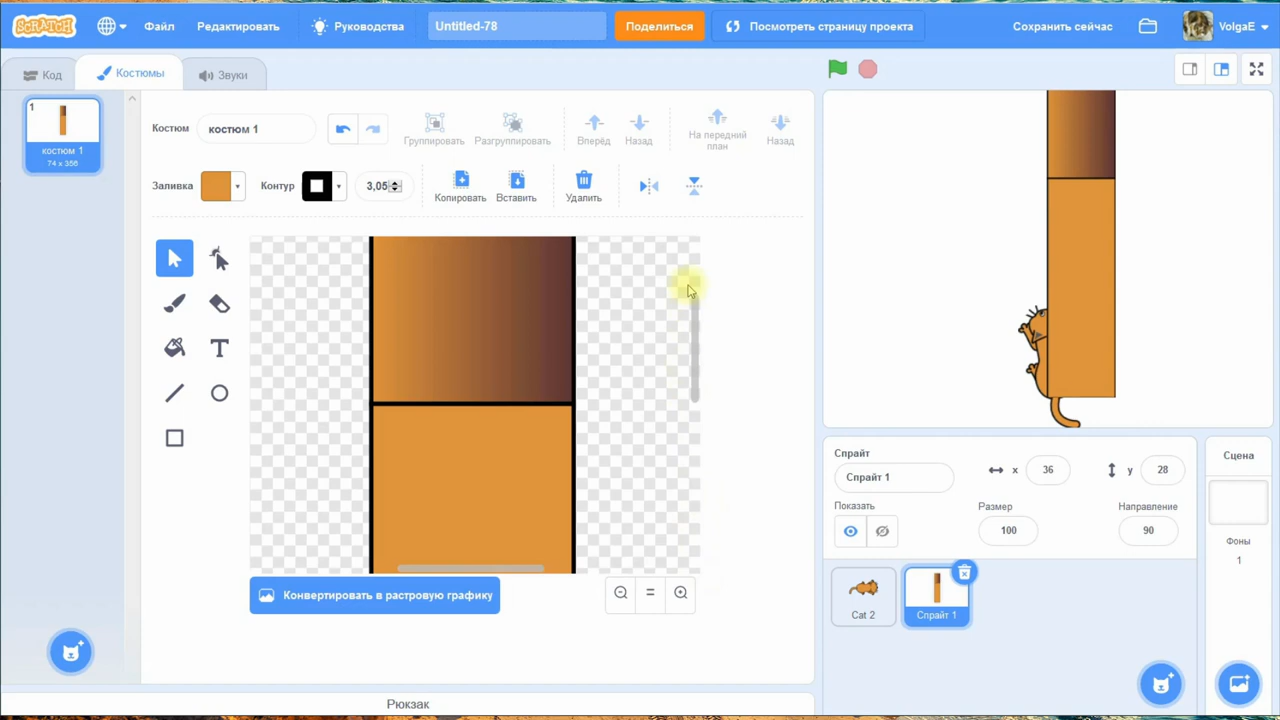 SCRATCH
Файл
Редактировать
Руководства
Untitled-78
Поделиться
Посмотреть страницу проекта
Сохранить сейчас
VolgaE
Код
Костюмы
Звуки
1
костюм 1
74 x 356
Костюм
костюм 1
Группировать
Разгруппировать
Вперёд
Назад
На передний план
Назад
Заливка
Контур
3,05
Копировать
Вставить
Удалить
T
Конвертировать в растровую графику
Рюкзак
Спрайт
Спрайт 1
x
36
y
28
Показать
Размер
100
Направление
90
Cat 2
Спрайт 1
Сцена
Фоны
1